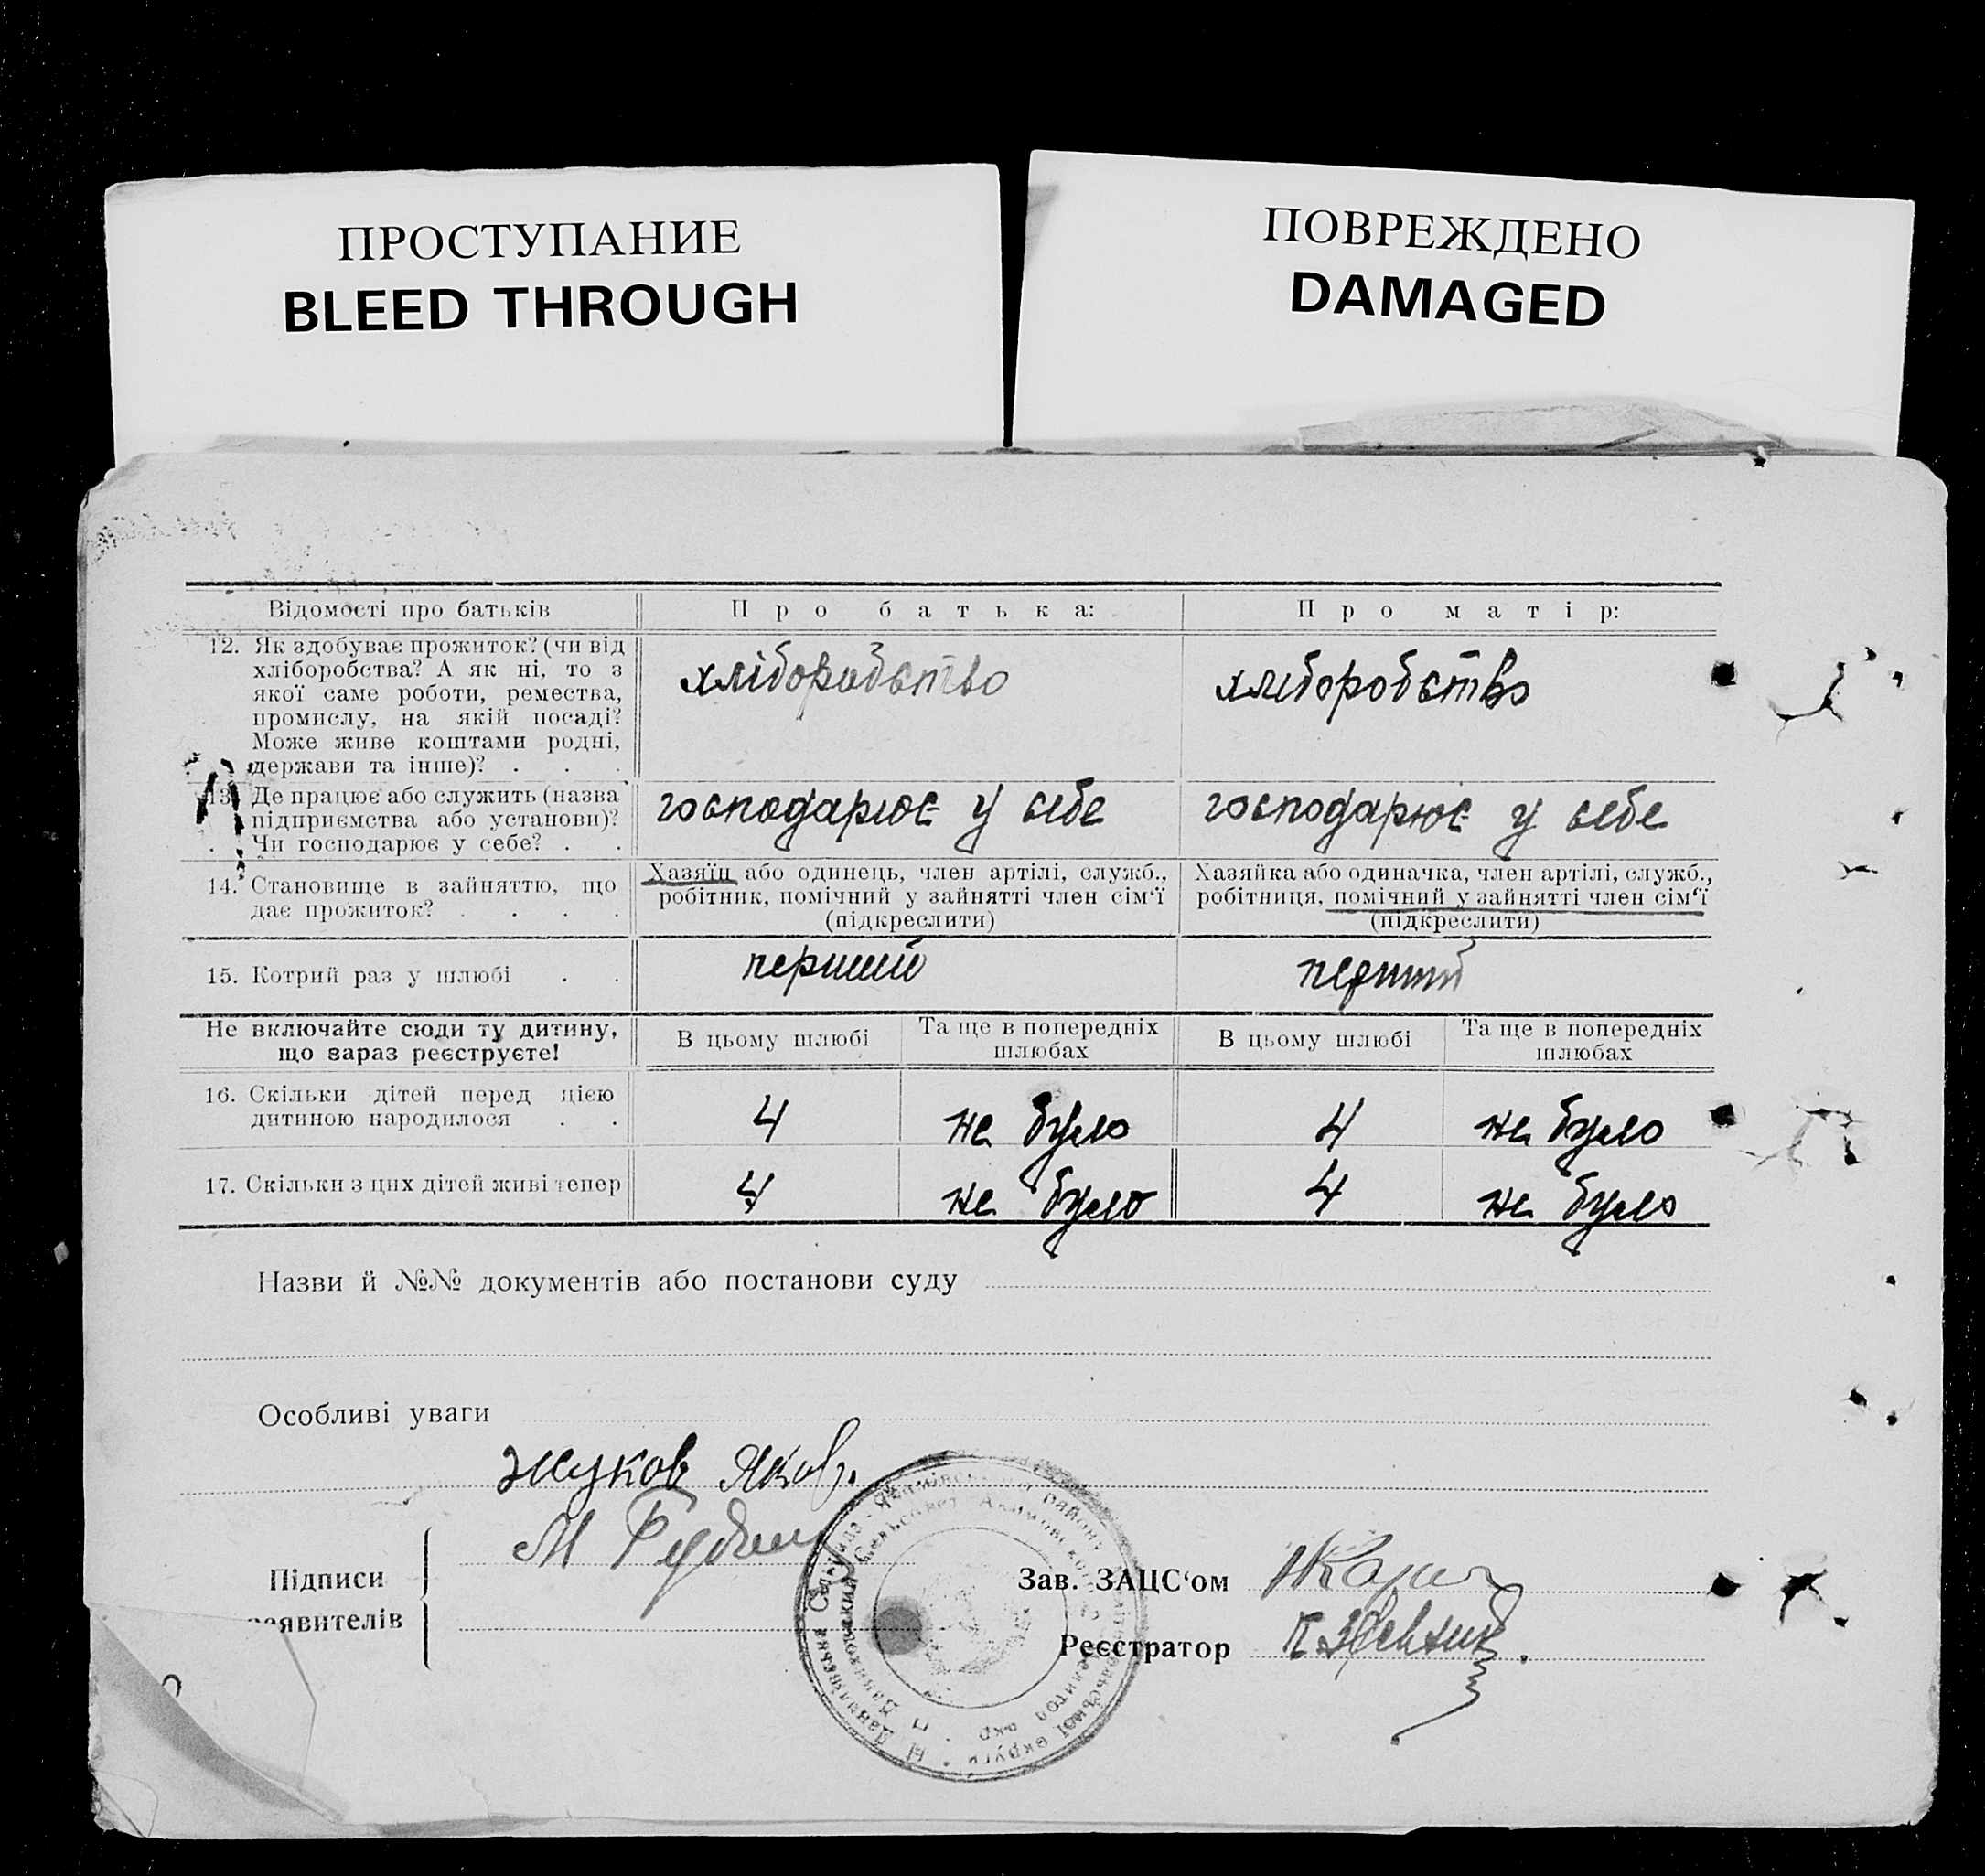 ПРОСТУПАНИЕ
BLEED THROUGH
ПОВРЕЖДЕНО
DAMAGED
Відомості про батьків
Про батька:
Про матір:
12. Як здобуває прожиток? (чи від
хліборобства? А як ні, то з
якої саме роботи, ремества,
промислу, на якій посаді?
Може живе коштами родні,
держави та інше)? . . .
хліборобство
хліборобство
13. Де працює або служить (назва
підприємства або установи)?
Чи господарює у себе? . .
господарює у себе
господарює у себе
14. Становище в зайняттю, що
дає прожиток? . . . .
Хазяїн або одинець, член артілі, служб.,
робітник, помічний у зайнятті член сім‘ї
(підкреслити)
Хазяйка або одиначка, член артілі, служб.,
робітниця, помічний у зайнятті член сім‘ї
(підкреслити)
15. Котрий раз у шлюбі . .
перший
перший
Не включайте сюди ту дитину,
що зараз реєструєте!
В цьому шлюбі
Та ще в попередніх
шлюбах
В цьому шлюбі
Та ще в попередніх
шлюбах
16. Скільки дітей перед цією
дитиною народилося . .
4
не було
4
не було
17. Скільки з цих дітей живі тепер
4
не було
4
не було
Назви й №№ документів або постанови суду
Особливі уваги
Жуков Яков.
М
Підписи
заявителів
Зав. ЗАЦС‘ом
Реєстратор